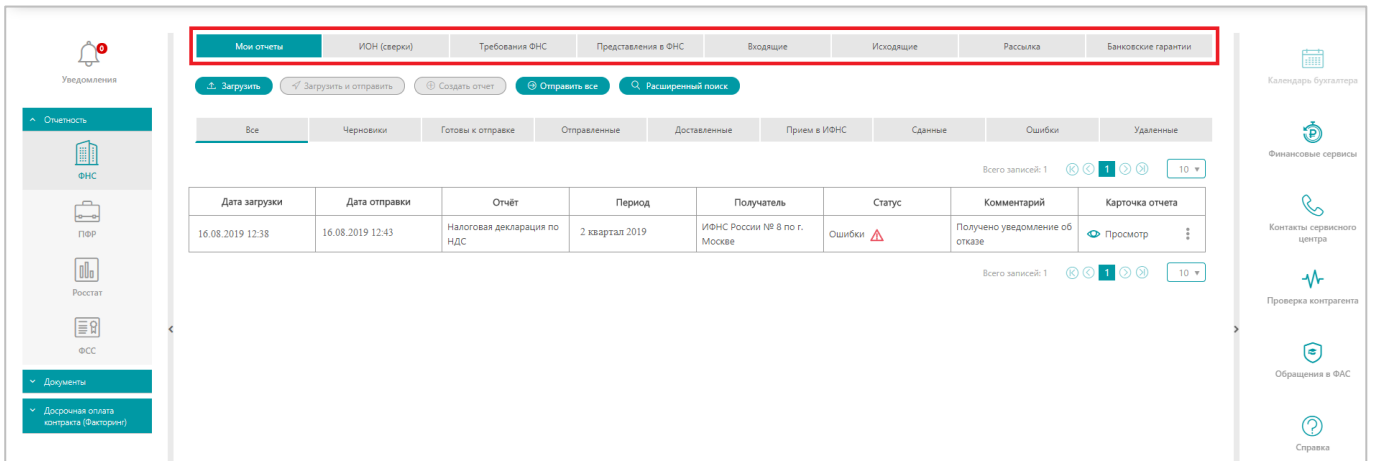 0
Уведомления
Отчетность
ФНС
ПФР
Росстат
ФСС
Документы
Досрочная оплата
контракта (Факторинг)
Мои отчеты ИОН (сверки) Требования ФНС Представления в ФНС Входящие Исходящие Рассылка Банковские гарантии
Загрузить Загрузить и отправить Создать отчет Отправить все Расширенный поиск
Все Черновики Готовы к отправке Отправленные Доставленные Прием в ИФНС Сданные Ошибки Удаленные
Всего записей: 1 1 10
Дата загрузки Дата отправки Отчёт Период Получатель Статус Комментарий Карточка отчета
16.08.2019 12:38 16.08.2019 12:43 Налоговая декларация по 2 квартал 2019 ИФНС России № 8 по г. Ошибки Получено уведомление об Просмотр
НДС Москве отказе
Всего записей: 1 1 10
Календарь бухгалтера
Финансовые сервисы
Контакты сервисного
центра
Проверка контрагента
Обращения в ФАС
Справка